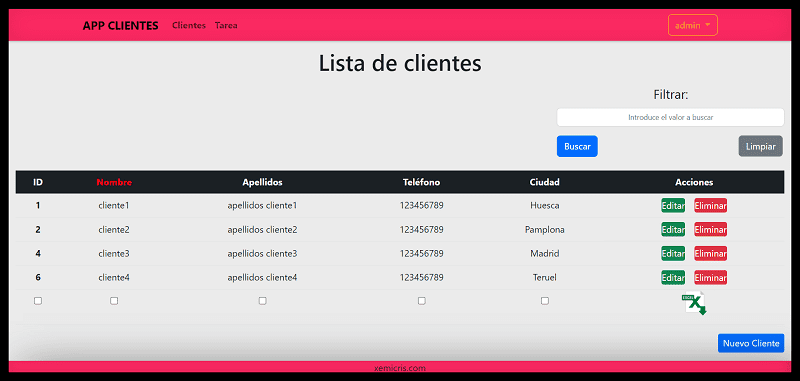 APP CLIENTES Clientes Tarea admin
Lista de clientes
Filtrar:
Introduce el valor a buscar
Buscar Limpiar
ID Nombre Apellidos Teléfono Ciudad Acciones
1 cliente1 apellidos cliente1 123456789 Huesca Editar Eliminar
2 cliente2 apellidos cliente2 123456789 Pamplona Editar Eliminar
4 cliente3 apellidos cliente3 123456789 Madrid Editar Eliminar
6 cliente4 apellidos cliente4 123456789 Teruel Editar Eliminar
X
Nuevo Cliente
xemicris.com